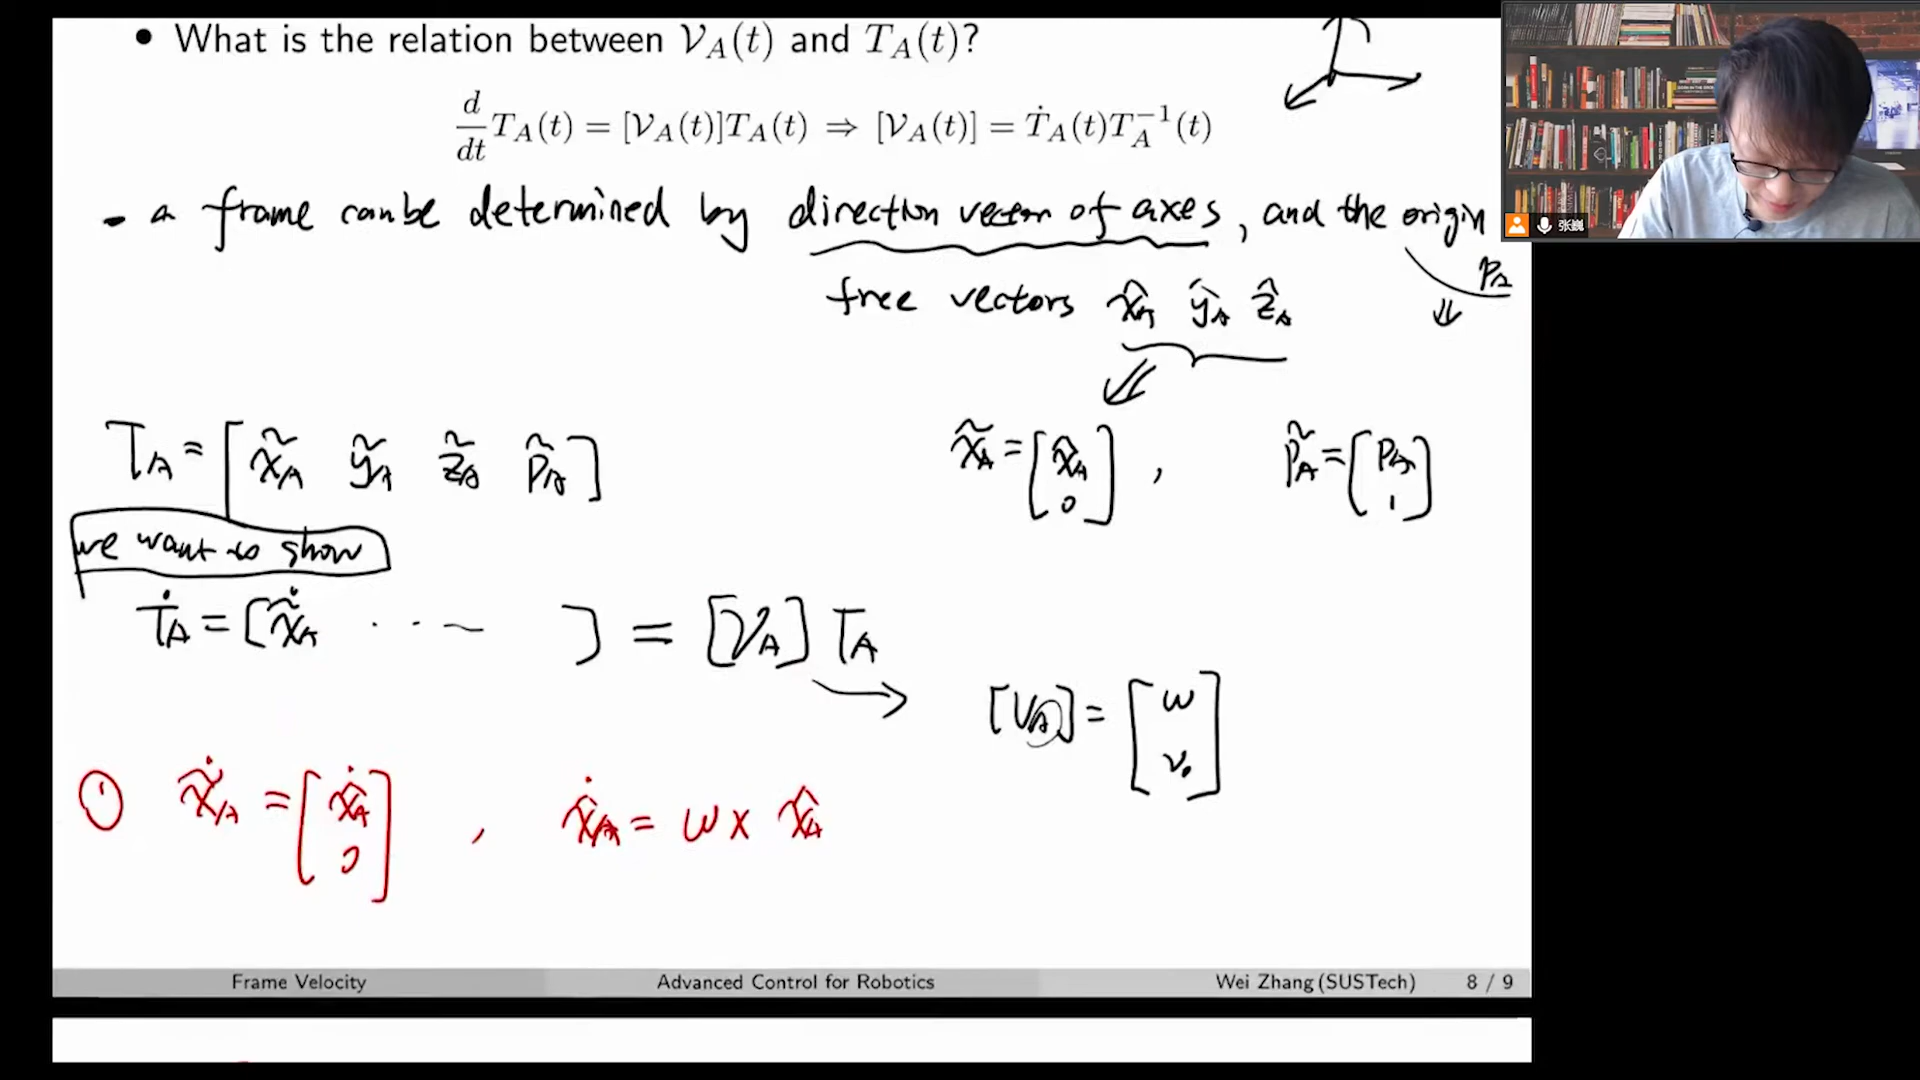 • What is the relation between 𝒱_A(t) and T_A(t)?
d/dt T_A(t) = [𝒱_A(t)]T_A(t) ⇒ [𝒱_A(t)] = Ṫ_A(t)T_A^{-1}(t)
- a frame can be determined by direction vector of axes, and the origin
p_A
free vectors x̂_A ŷ_A ẑ_A
T_A = [x̃_A ỹ_A z̃_A p̃_A]
x̃_A = [x̂_A 0], p̃_A = [p_A 1]
we want to show
Ṫ_A = [x̃̇_A ··· ] = [𝒱_A] T_A
[V_A] = [ω v_o]
① x̃̇_A = [x̂̇_A 0], x̂̇_A = ω × x̂_A
张巍
Frame Velocity Advanced Control for Robotics Wei Zhang (SUSTech) 8 / 9